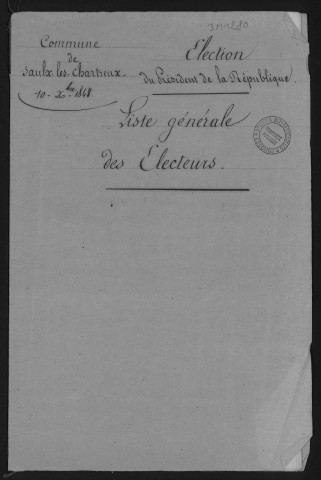 Commune
de
Saulx les Chartreux.
10 - Xbre 1848.
Election
du Président de la République.
Liste générale
des Electeurs.